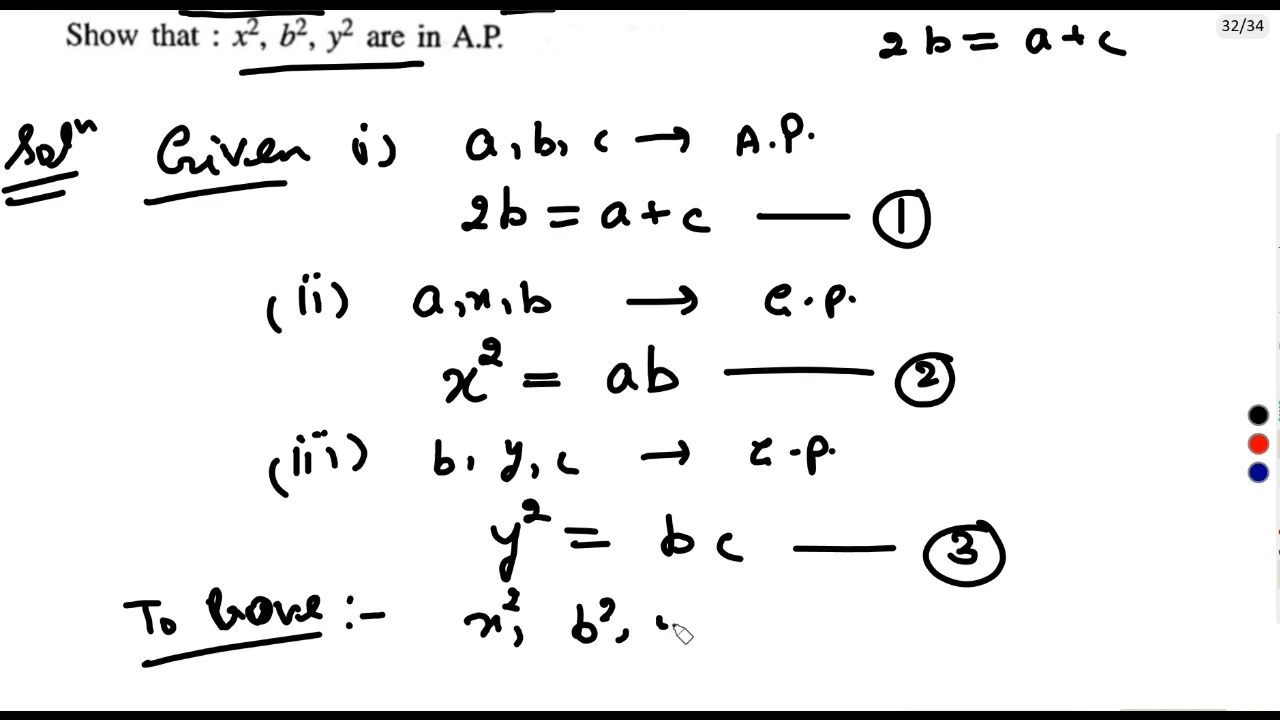 Show that : x², b², y² are in A.P.
32/34
2b = a + c
Solⁿ Given i) a, b, c → A.P.
2b = a + c —— ①
(ii) a, x, b → G.P.
x² = ab —— ②
(iii) b, y, c → G.P.
y² = bc —— ③
To Prove :- x², b²,